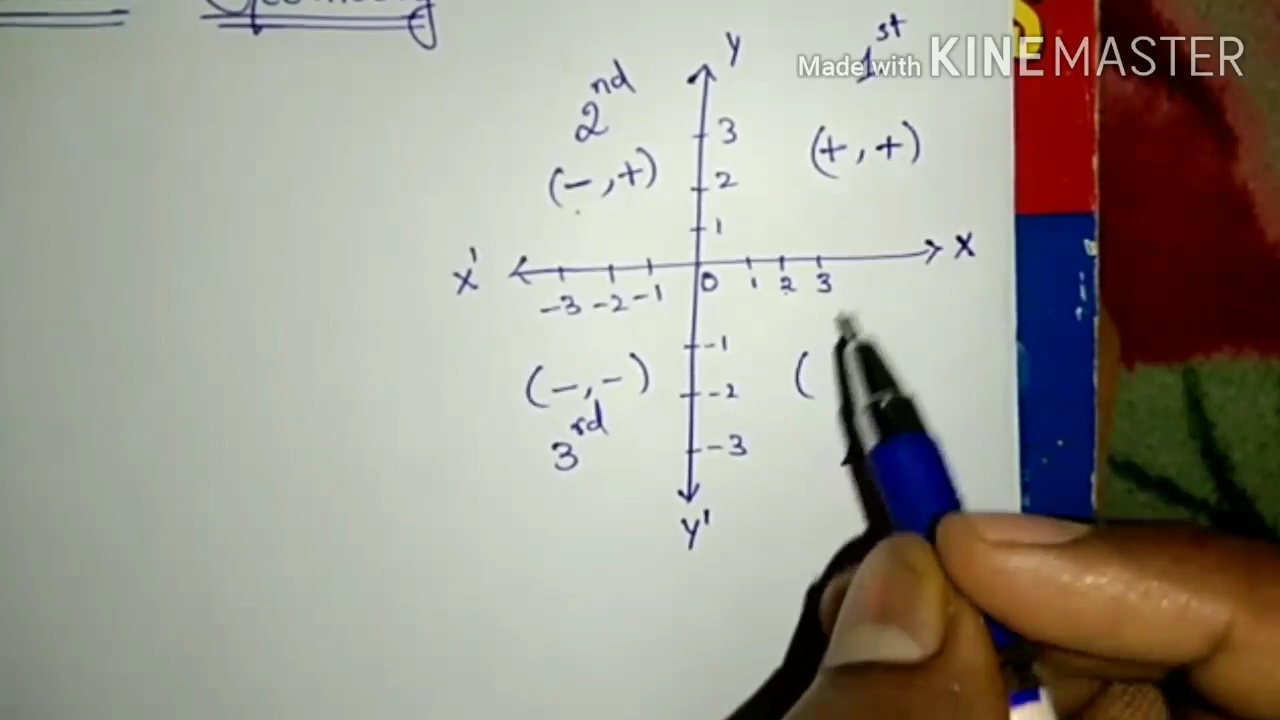 Geometry
Y
1st
Made with KINEMASTER
2nd
3
(+,+)
(-,+)
2
1
X'
X
-3 -2 -1 0 1 2 3
-1
(-,-)
(
-2
3rd
-3
Y'